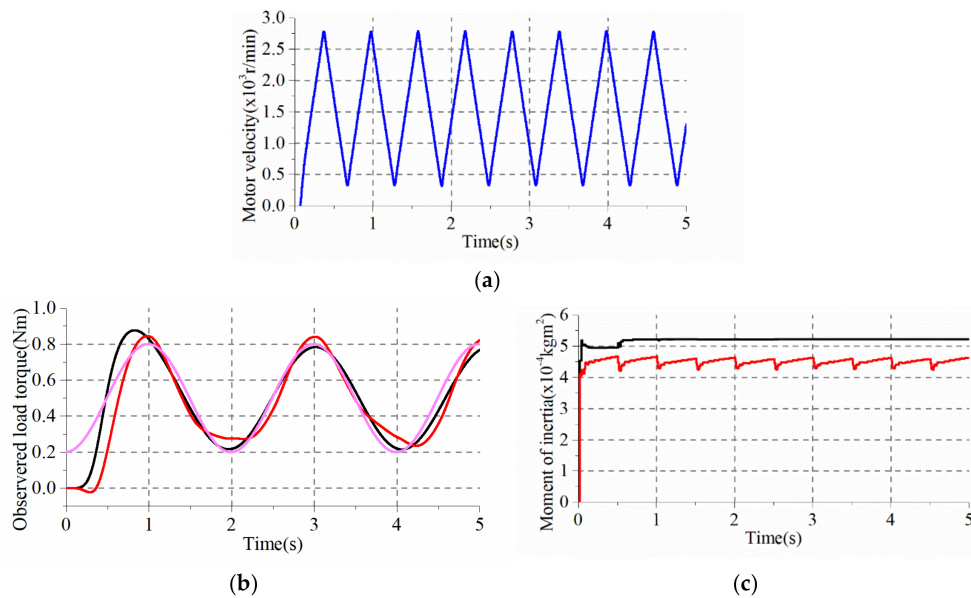 Motor velocity(x10³r/min)
3.0
2.5
2.0
1.5
1.0
0.5
0.0
0 1 2 3 4 5
Time(s)
(a)
Observed load torque(Nm)
1.0
0.8
0.6
0.4
0.2
0.0
0 1 2 3 4 5
Time(s)
(b)
Moment of inertia(x10⁻⁴kgm²)
6
5
4
3
2
1
0
0 1 2 3 4 5
Time(s)
(c)